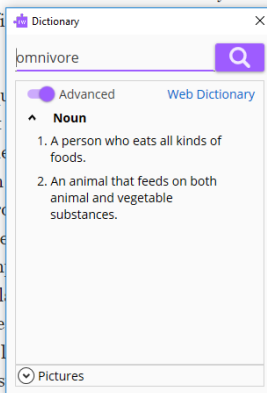 Dictionary
omnivore
Advanced Web Dictionary
Noun
1. A person who eats all kinds of
foods.
2. An animal that feeds on both
animal and vegetable
substances.
Pictures